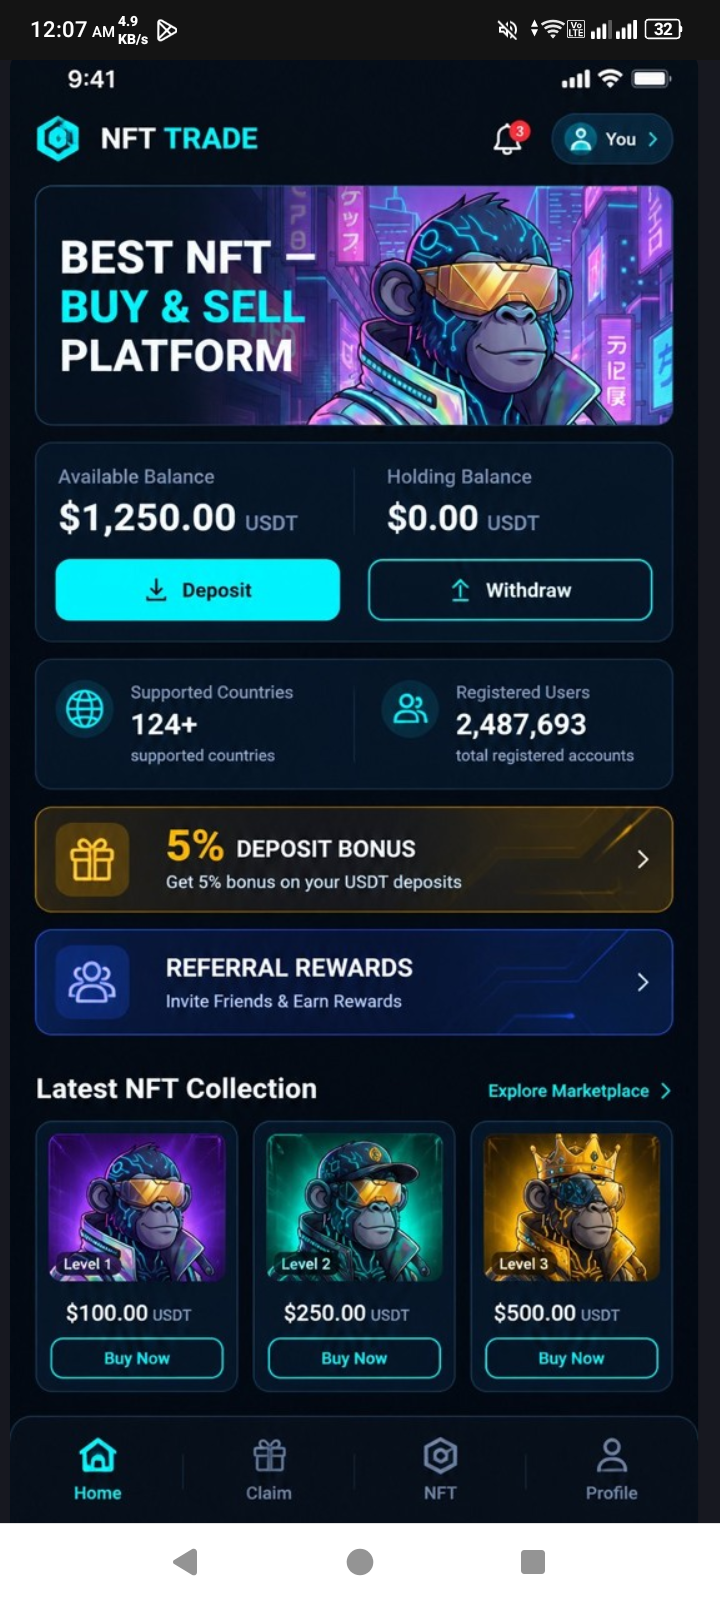 12:07 AM 4.9 KB/s Vo LTE 32
9:41
NFT TRADE 3 You
BEST NFT –
BUY & SELL
PLATFORM
Available Balance Holding Balance
$1,250.00 USDT $0.00 USDT
Deposit Withdraw
Supported Countries Registered Users
124+ 2,487,693
supported countries total registered accounts
5% DEPOSIT BONUS
Get 5% bonus on your USDT deposits
REFERRAL REWARDS
Invite Friends & Earn Rewards
Latest NFT Collection Explore Marketplace
Level 1 Level 2 Level 3
$100.00 USDT $250.00 USDT $500.00 USDT
Buy Now Buy Now Buy Now
Home Claim NFT Profile